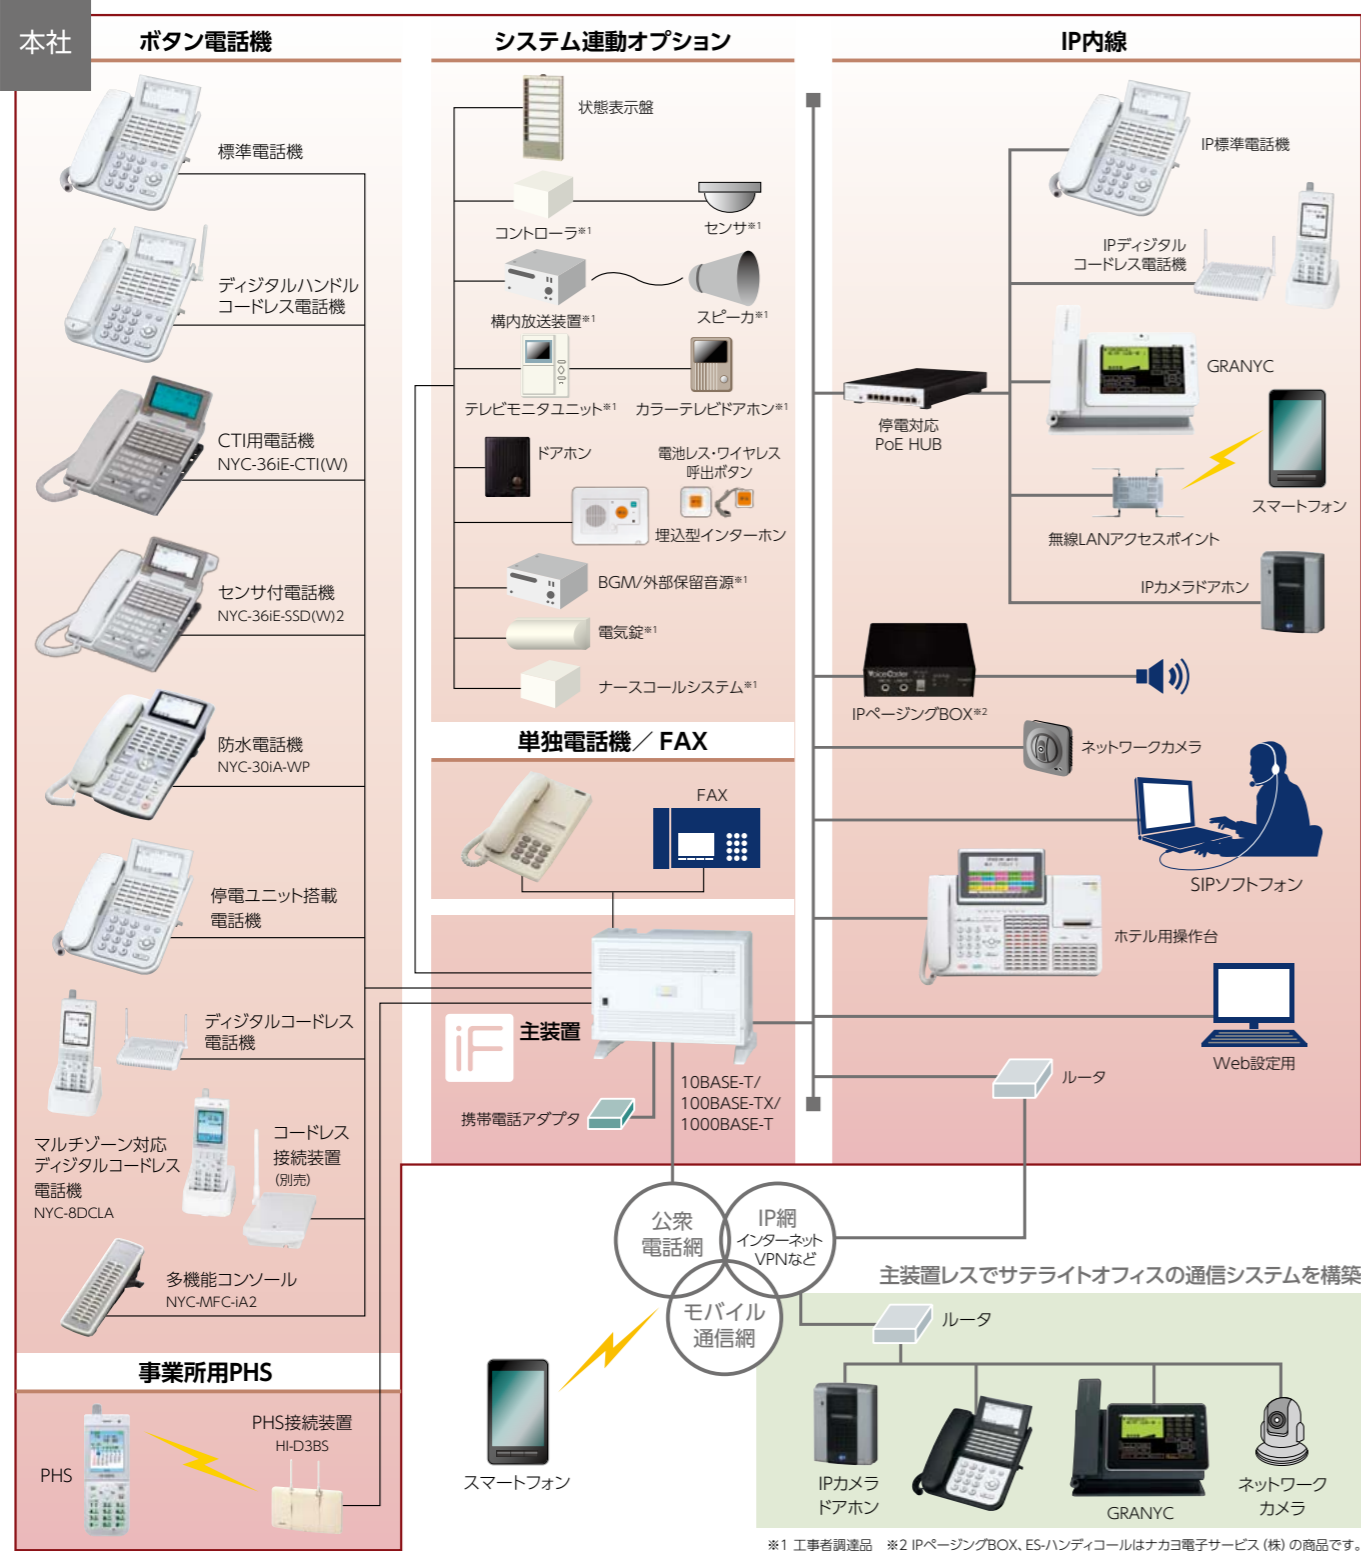 本社
ボタン電話機
標準電話機
ディジタルハンドル
コードレス電話機
CTI用電話機
NYC-36iE-CTI(W)
センサ付電話機
NYC-36iE-SSD(W)2
防水電話機
NYC-30iA-WP
停電ユニット搭載
電話機
ディジタルコードレス
電話機
マルチゾーン対応
ディジタルコードレス
電話機
NYC-8DCLA
コードレス
接続装置
(別売)
多機能コンソール
NYC-MFC-iA2
事業所用PHS
PHS
PHS接続装置
HI-D3BS
システム連動オプション
状態表示盤
コントローラ※1
センサ※1
構内放送装置※1
スピーカ※1
テレビモニタユニット※1
カラーテレビドアホン※1
ドアホン
電池レス・ワイヤレス
呼出ボタン
埋込型インターホン
BGM/外部保留音源※1
電気錠※1
ナースコールシステム※1
単独電話機／FAX
FAX
iF
主装置
携帯電話アダプタ
10BASE-T/
100BASE-TX/
1000BASE-T
IP内線
IP標準電話機
IPディジタル
コードレス電話機
GRANYC
停電対応
PoE HUB
スマートフォン
無線LANアクセスポイント
IPカメラドアホン
VoiceCaster
IPページングBOX※2
ネットワークカメラ
SIPソフトフォン
ホテル用操作台
Web設定用
ルータ
公衆
電話網
IP網
インターネット
VPNなど
モバイル
通信網
スマートフォン
主装置レスでサテライトオフィスの通信システムを構築
ルータ
IPカメラ
ドアホン
GRANYC
ネットワーク
カメラ
※1 工事者調達品　※2 IPページングBOX、ES-ハンディコールはナカヨ電子サービス（株）の商品です。